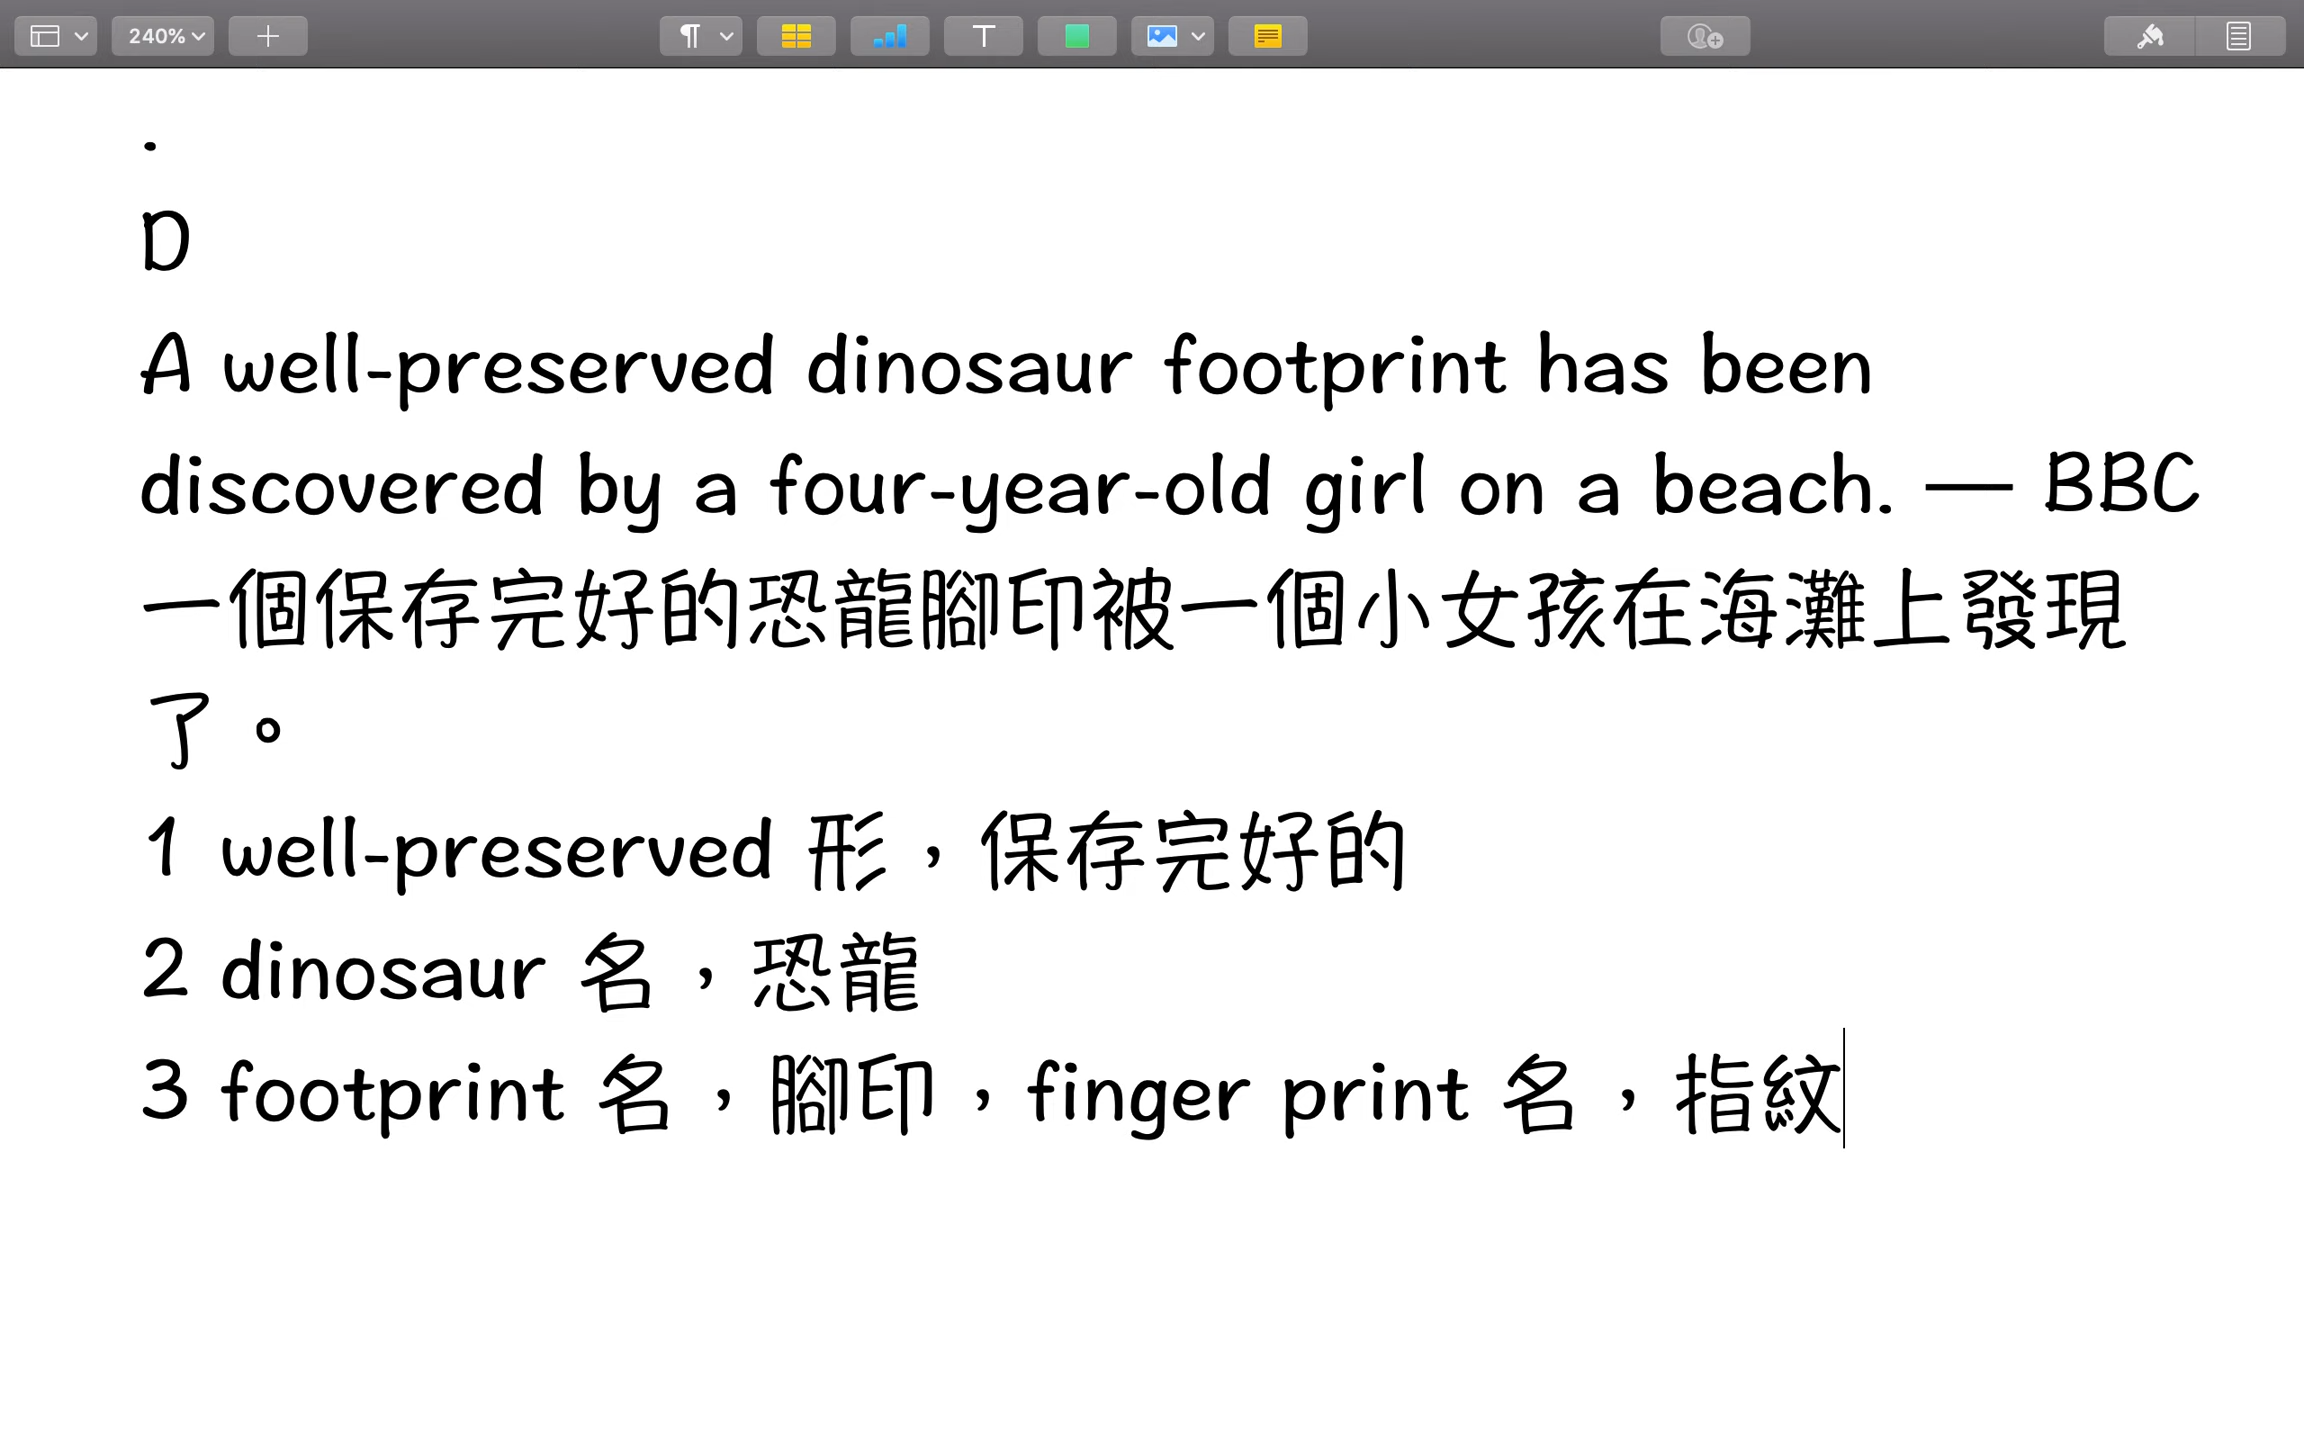 240%
.
D
A well-preserved dinosaur footprint has been
discovered by a four-year-old girl on a beach. — BBC
一個保存完好的恐龍腳印被一個小女孩在海灘上發現
了。
1 well-preserved 形，保存完好的
2 dinosaur 名，恐龍
3 footprint 名，腳印，finger print 名，指紋